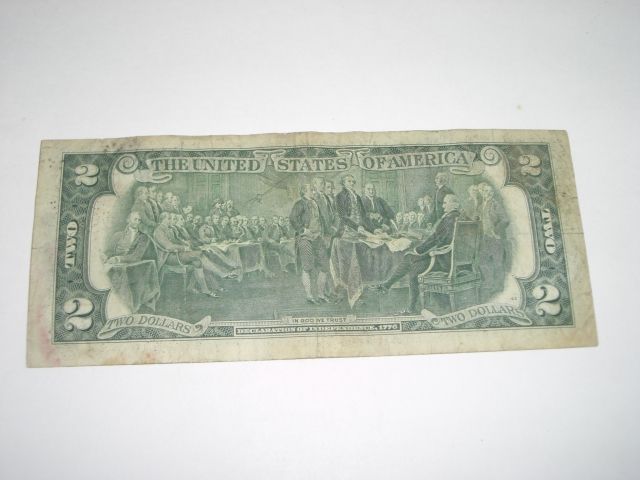 2 THE UNITED STATES OF AMERICA 2
TWO TWO
2 2
TWO DOLLARS IN GOD WE TRUST TWO DOLLARS
DECLARATION OF INDEPENDENCE, 1776